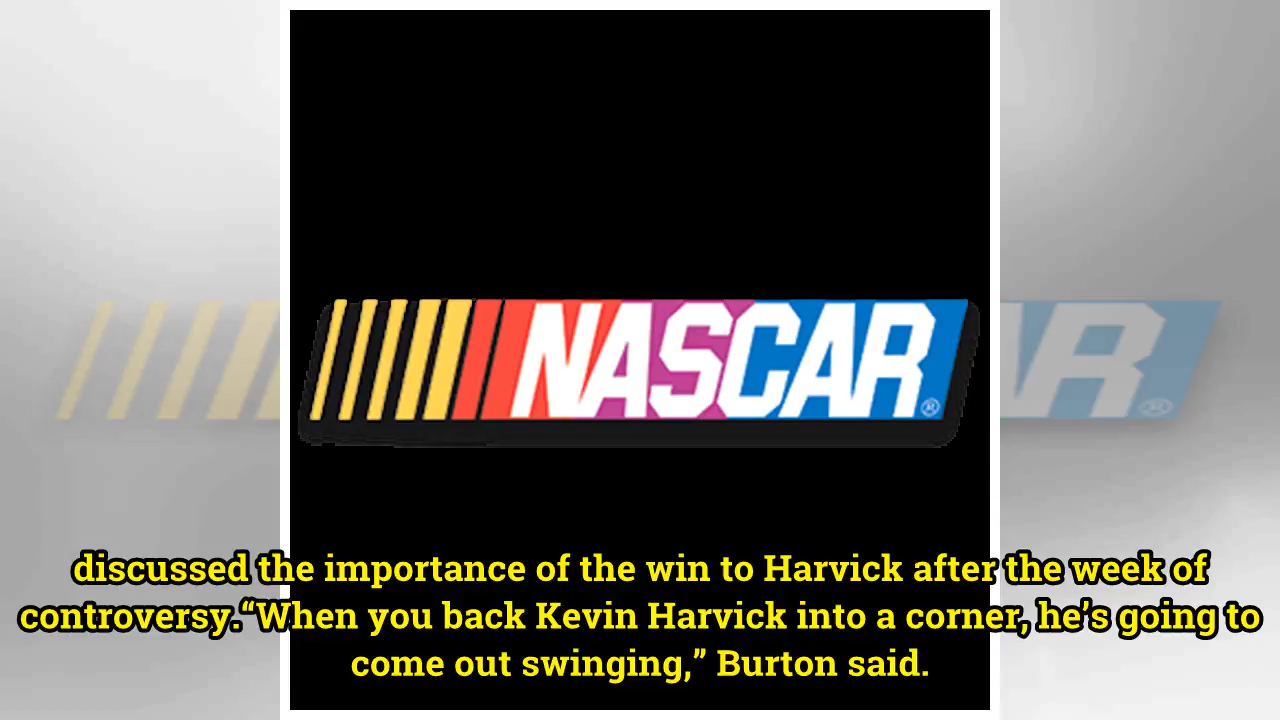 NASCAR®
AR®
discussed the importance of the win to Harvick after the week of
controversy.“When you back Kevin Harvick into a corner, he’s going to
come out swinging,” Burton said.